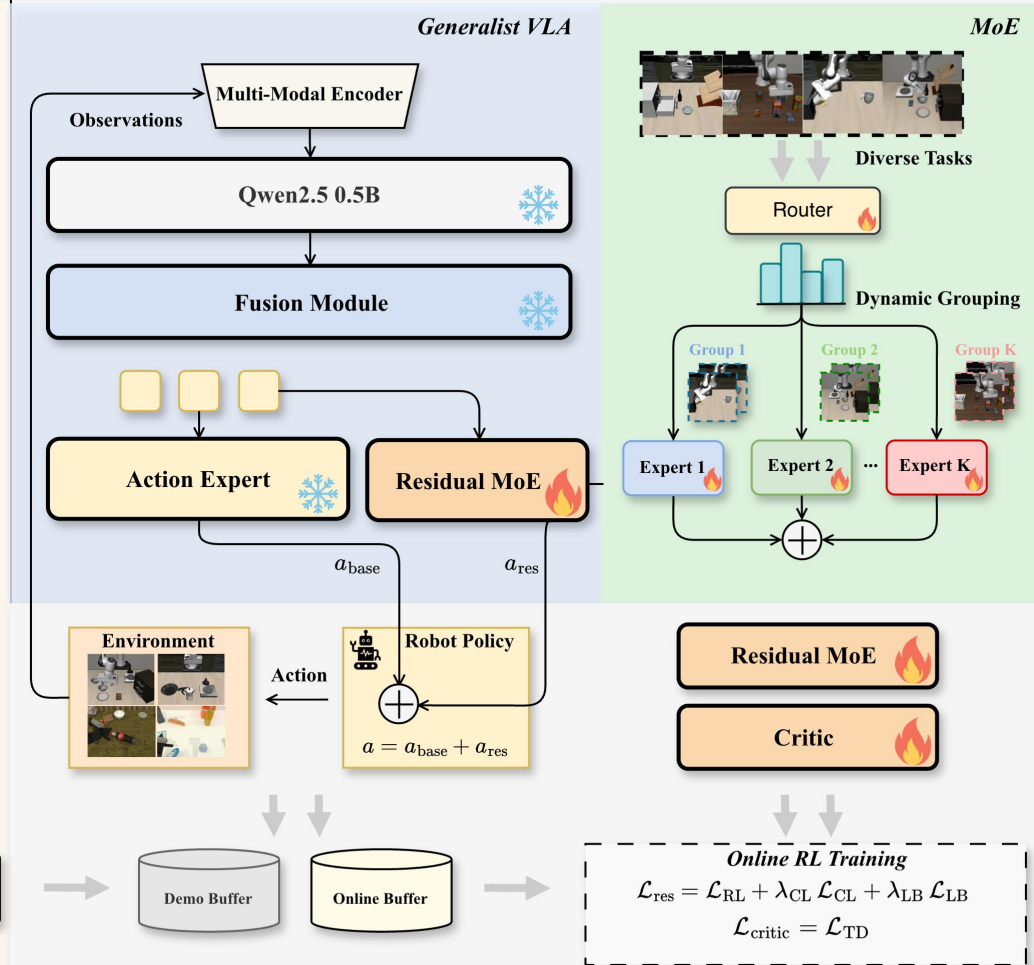 Generalist VLA
MoE
Multi-Modal Encoder
Observations
Qwen2.5 0.5B
Fusion Module
Action Expert
Residual MoE
a_base
a_res
Diverse Tasks
Router
Dynamic Grouping
Group 1
Group 2
Group K
Expert 1
Expert 2
...
Expert K
Environment
Action
Robot Policy
a = a_base + a_res
Residual MoE
Critic
Demo Buffer
Online Buffer
Online RL Training
ℒ_res = ℒ_RL + λ_CL ℒ_CL + λ_LB ℒ_LB
ℒ_critic = ℒ_TD